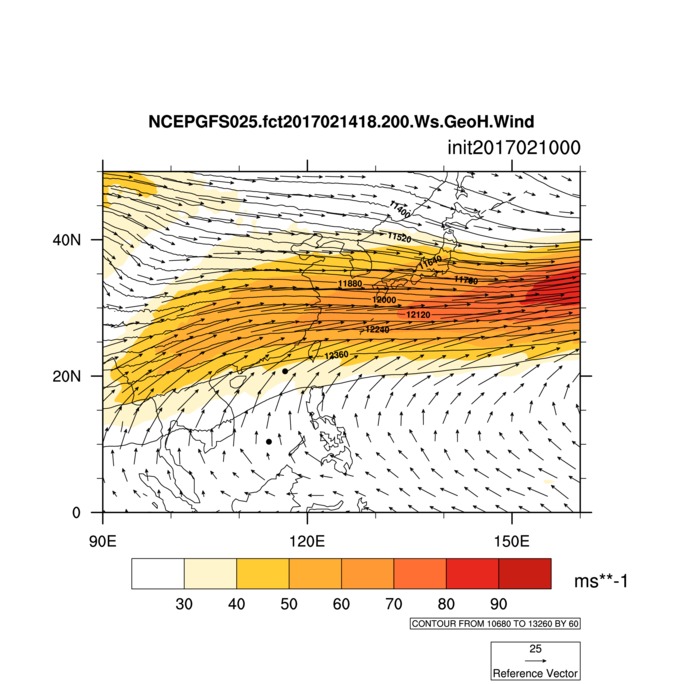 NCEPGFS025.fct2017021418.200.Ws.GeoH.Wind
init2017021000
40N
11400
11520
11640
11760
11880
12000
12120
12240
12360
20N
0
90E 120E 150E
30 40 50 60 70 80 90
ms**-1
CONTOUR FROM 10680 TO 13260 BY 60
25
Reference Vector